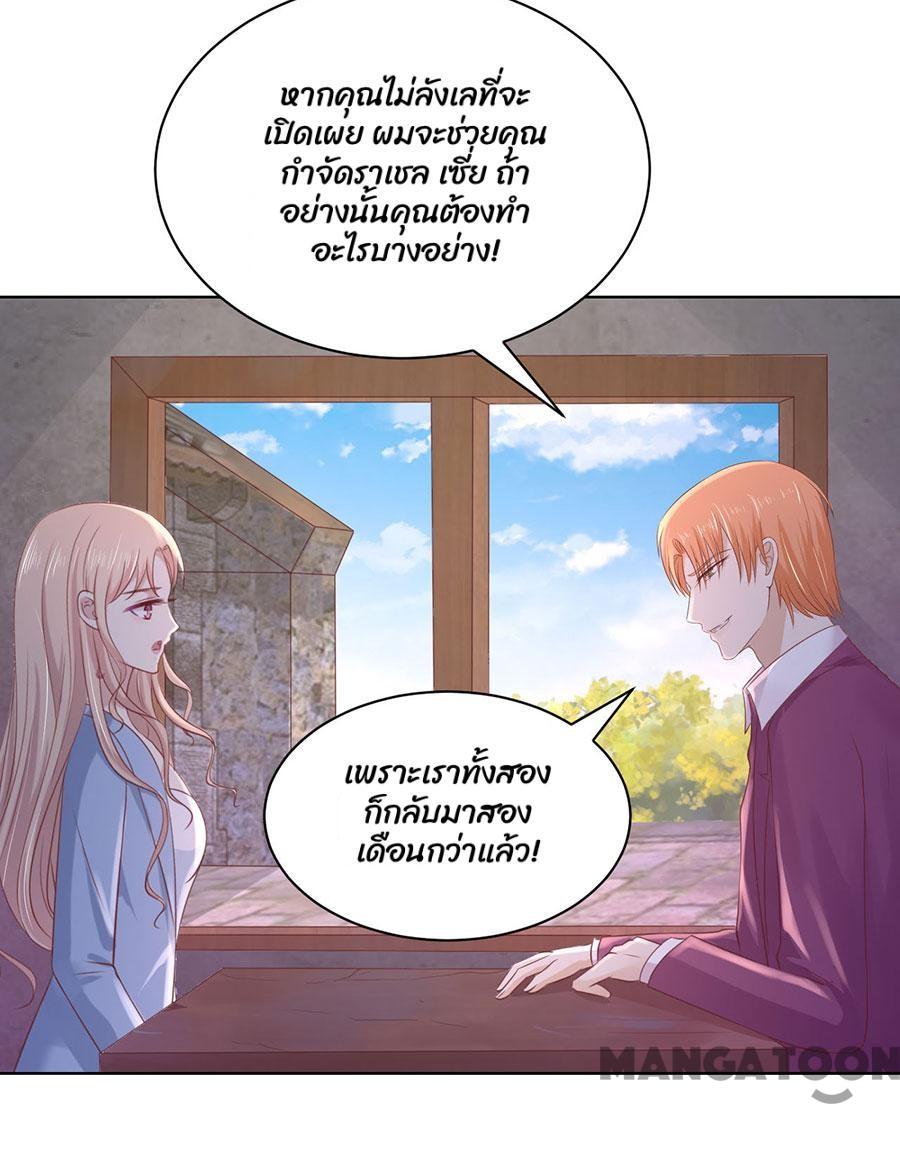 หากคุณไม่ลังเลที่จะ
เปิดเผย ผมจะช่วยคุณ
กำจัดราเชล เซี่ย ถ้า
อย่างนั้นคุณต้องทำ
อะไรบางอย่าง!
เพราะเราทั้งสอง
ก็กลับมาสอง
เดือนกว่าแล้ว!
MANGATOON